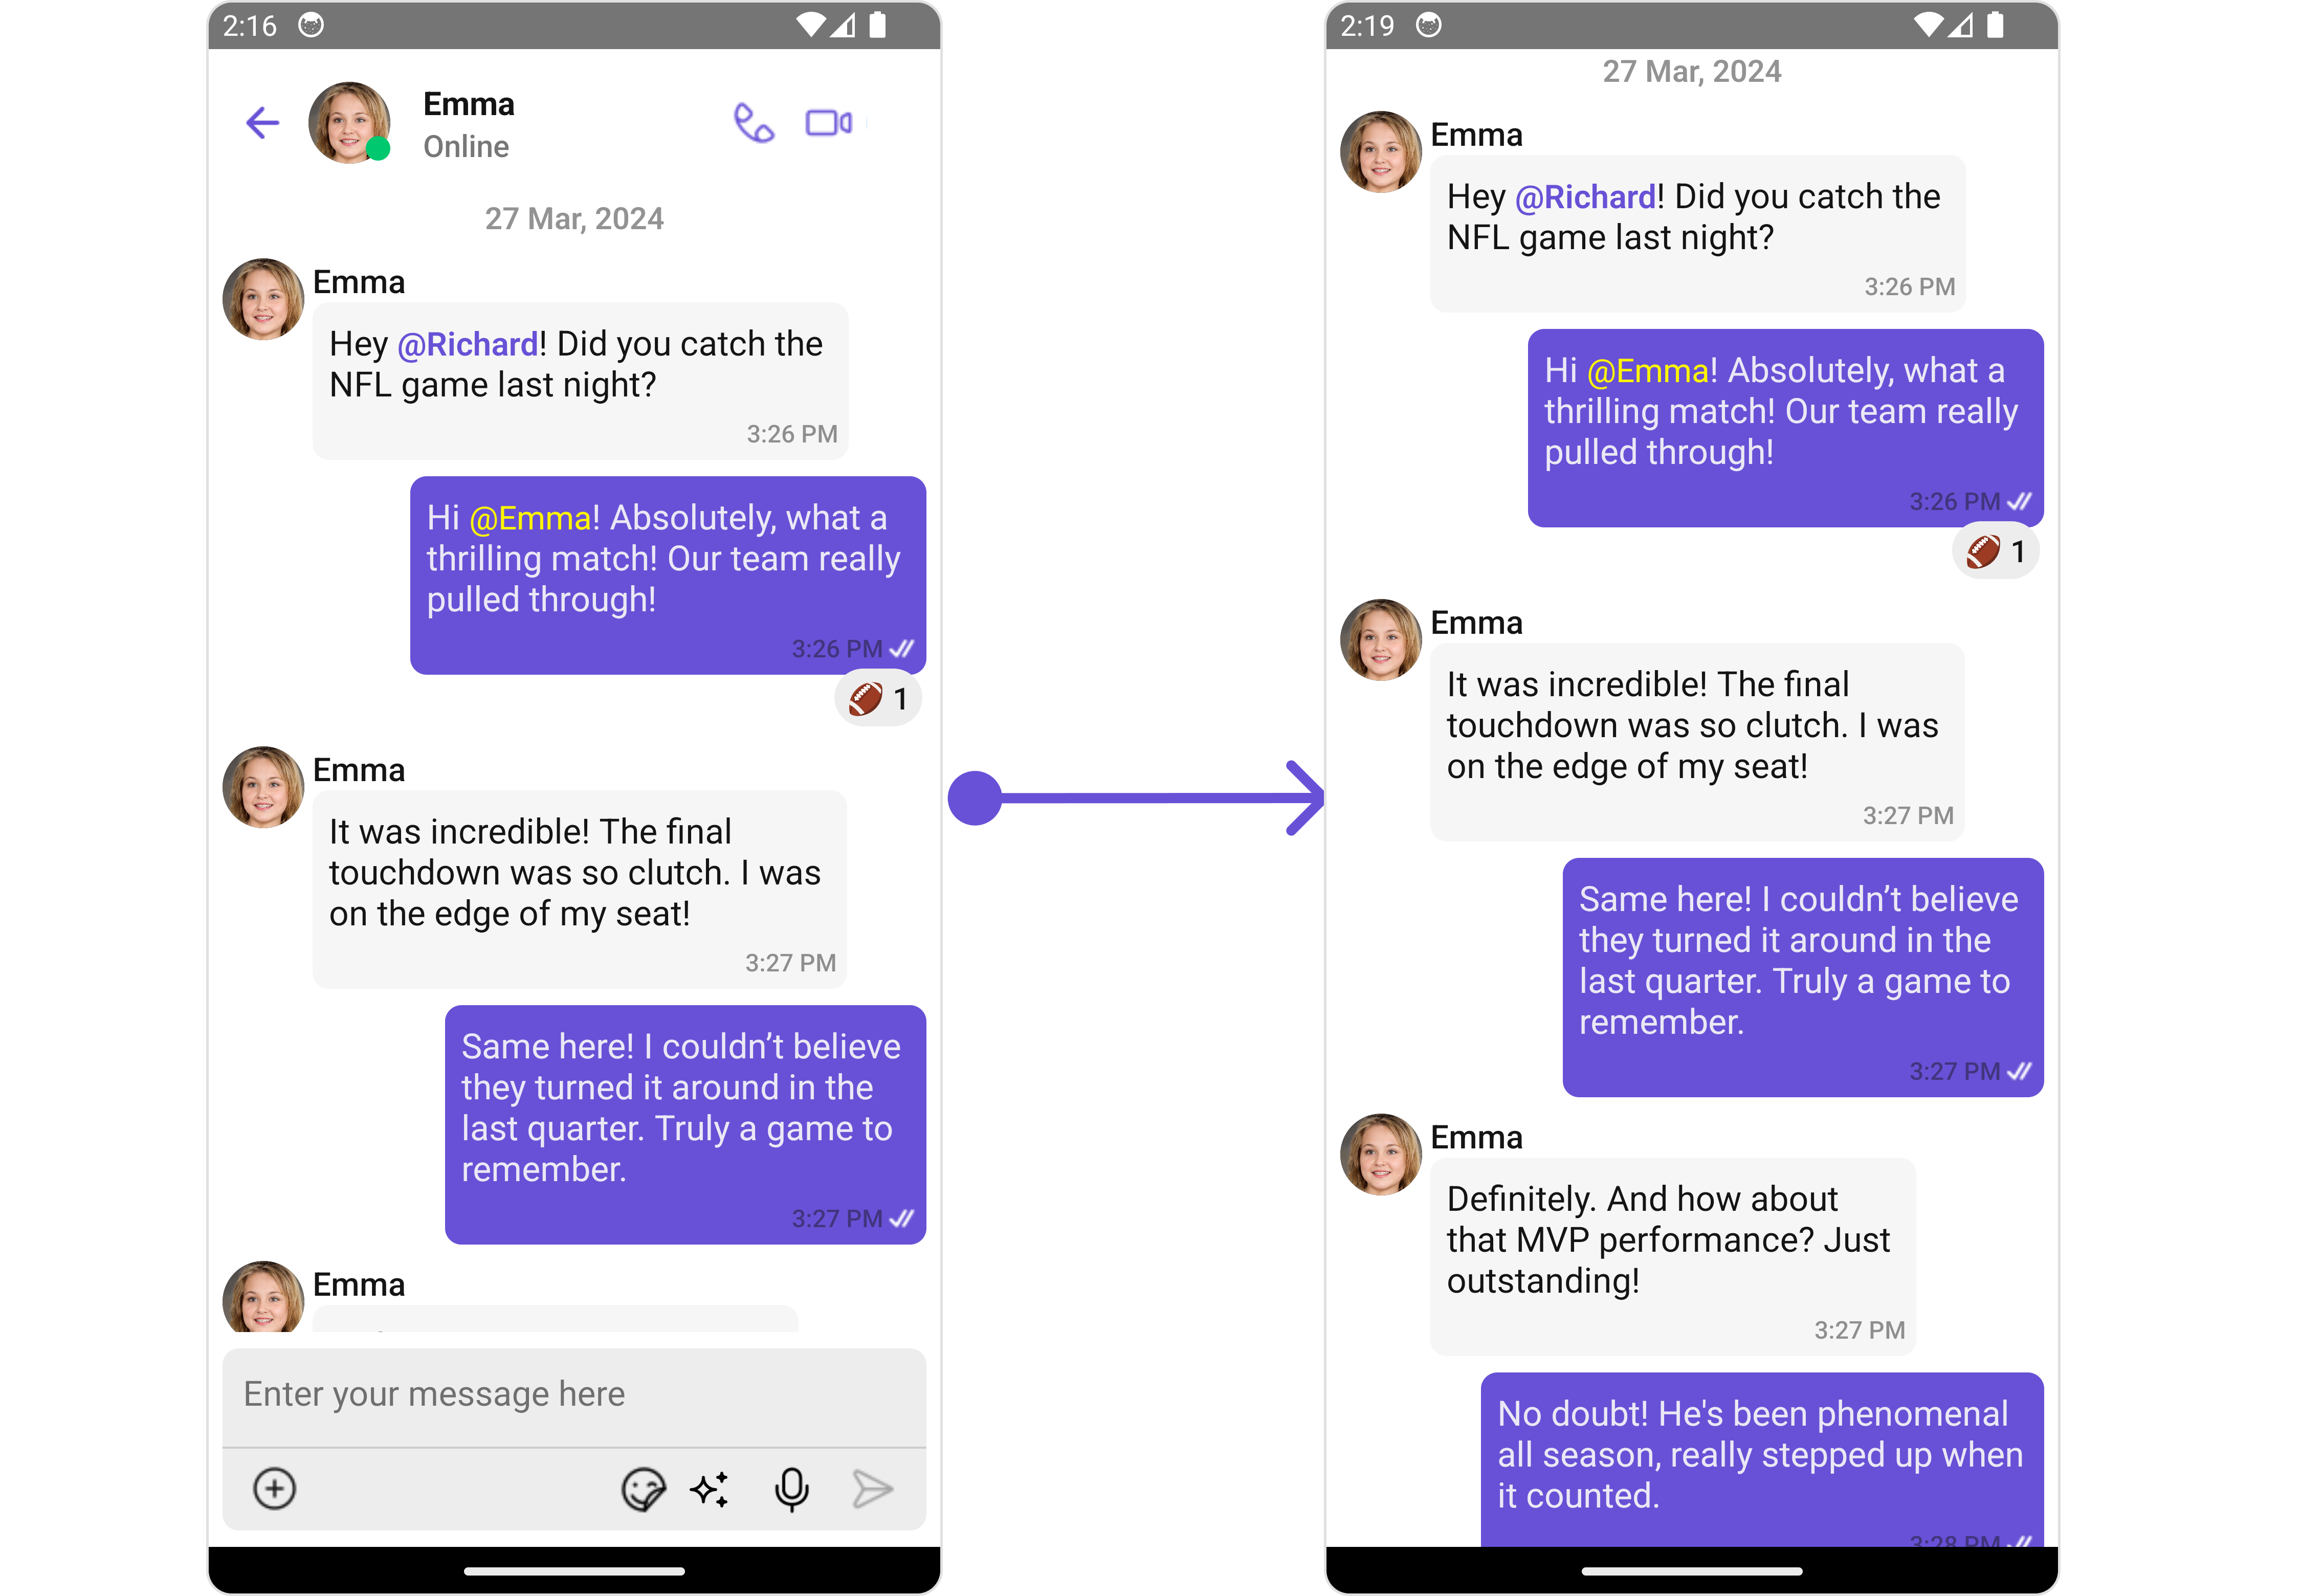 2:16
Emma
Online
27 Mar, 2024
Emma
Hey @Richard! Did you catch the
NFL game last night?
3:26 PM
Hi @Emma! Absolutely, what a
thrilling match! Our team really
pulled through!
3:26 PM
1
Emma
It was incredible! The final
touchdown was so clutch. I was
on the edge of my seat!
3:27 PM
Same here! I couldn’t believe
they turned it around in the
last quarter. Truly a game to
remember.
3:27 PM
Emma
Enter your message here
2:19
27 Mar, 2024
Emma
Hey @Richard! Did you catch the
NFL game last night?
3:26 PM
Hi @Emma! Absolutely, what a
thrilling match! Our team really
pulled through!
3:26 PM
1
Emma
It was incredible! The final
touchdown was so clutch. I was
on the edge of my seat!
3:27 PM
Same here! I couldn’t believe
they turned it around in the
last quarter. Truly a game to
remember.
3:27 PM
Emma
Definitely. And how about
that MVP performance? Just
outstanding!
3:27 PM
No doubt! He's been phenomenal
all season, really stepped up when
it counted.
3:28 PM